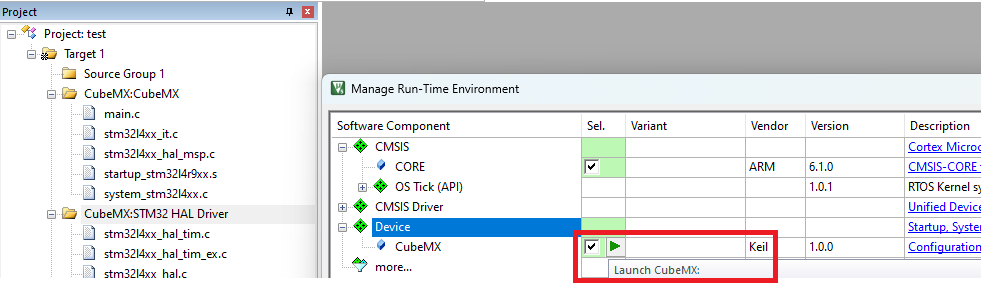 Project
Project: test
Target 1
Source Group 1
CubeMX:CubeMX
main.c
stm32l4xx_it.c
stm32l4xx_hal_msp.c
startup_stm32l4r9xx.s
system_stm32l4xx.c
CubeMX:STM32 HAL Driver
stm32l4xx_hal_tim.c
stm32l4xx_hal_tim_ex.c
stm32l4xx_hal.c
Manage Run-Time Environment
Software Component Sel. Variant Vendor Version Description
CMSIS Cortex Microc
CORE ARM 6.1.0 CMSIS-CORE
OS Tick (API) 1.0.1 RTOS Kernel sy
CMSIS Driver Unified Device
Device Startup, System
CubeMX Keil 1.0.0 Configuration
more...
Launch CubeMX: